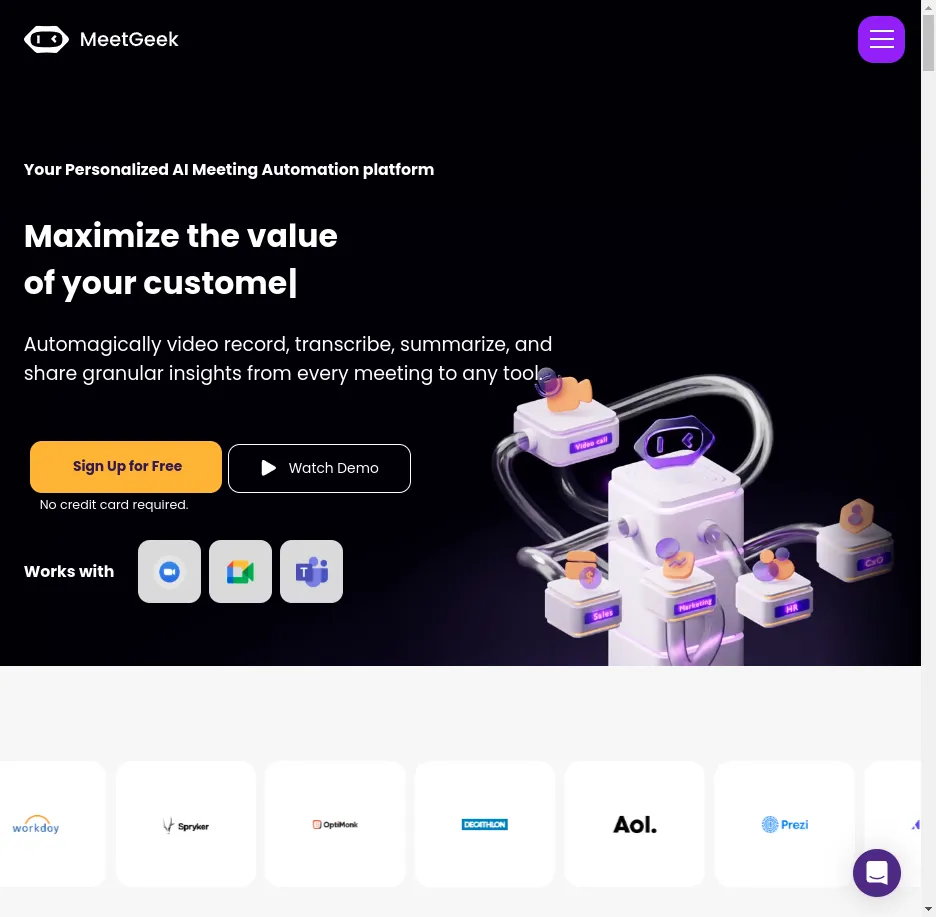 MeetGeek
Your Personalized AI Meeting Automation platform
Maximize the value
of your custome|
Automagically video record, transcribe, summarize, and
share granular insights from every meeting to any tool.
Sign Up for Free
Watch Demo
No credit card required.
Works with
T
Video call
CxO
Sales
Marketing
HR
workday
Spryker
OptiMonk
DECATHLON
Aol.
Prezi